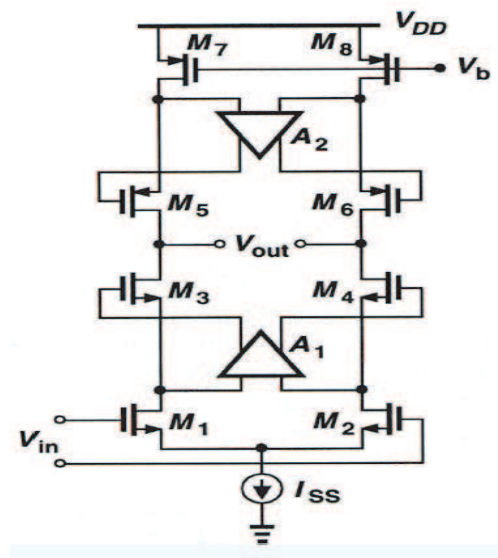 V_DD
M_7 M_8
V_b
A_2
M_5 M_6
V_out
M_3 M_4
A_1
M_1 M_2
V_in
I_SS